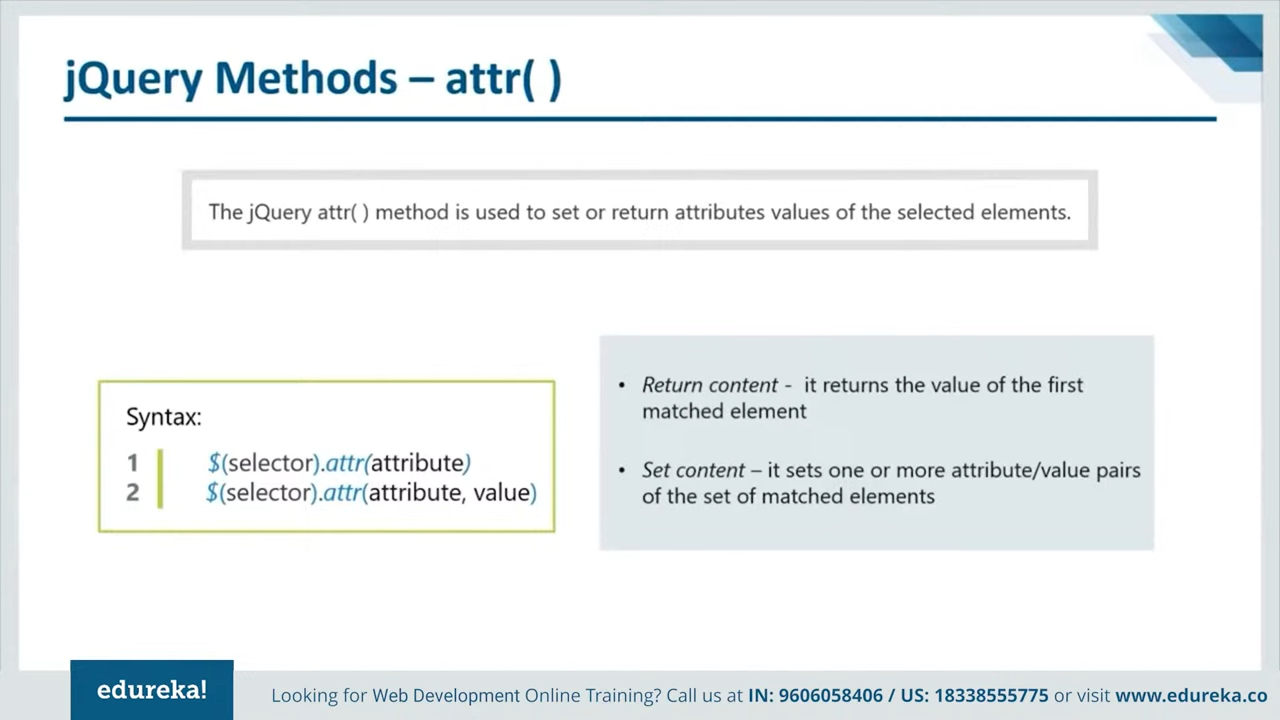 jQuery Methods – attr( )
The jQuery attr( ) method is used to set or return attributes values of the selected elements.
Syntax:
1 $(selector).attr(attribute)
2 $(selector).attr(attribute, value)
• Return content - it returns the value of the first
matched element
• Set content – it sets one or more attribute/value pairs
of the set of matched elements
edureka!
Looking for Web Development Online Training? Call us at IN: 9606058406 / US: 18338555775 or visit www.edureka.co